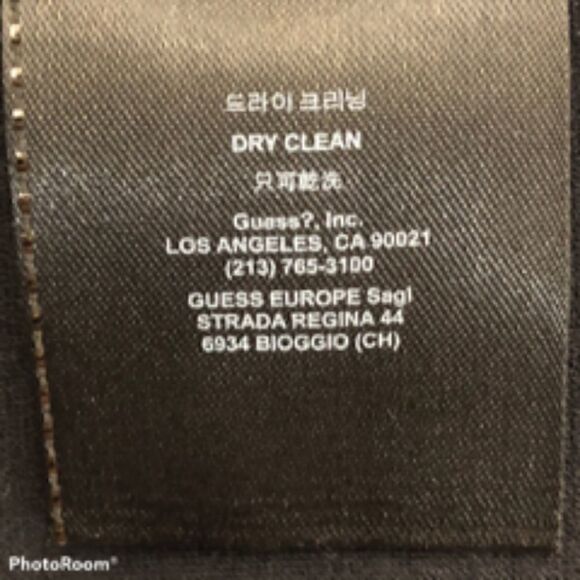 드라이 크리닝
DRY CLEAN
只可乾洗
Guess?, Inc.
LOS ANGELES, CA 90021
(213) 765-3100
GUESS EUROPE Sagl
STRADA REGINA 44
6934 BIOGGIO (CH)
PhotoRoom®